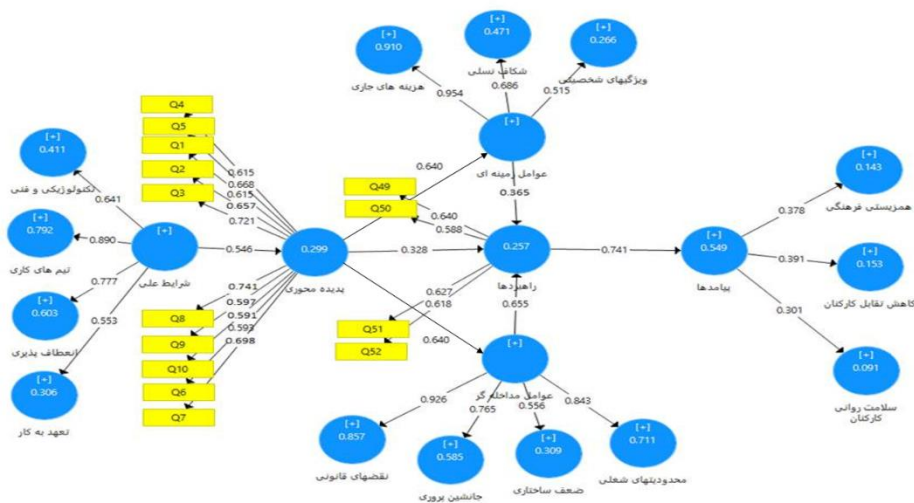 [+]
0.910
هزینه های جاری
[+]
0.471
شکاف نسلی
[+]
0.266
ویژگیهای شخصیتی
0.954
0.686
0.515
[+]
عوامل زمینه ای
Q4
Q5
Q1
Q2
Q3
0.615
0.668
0.615
0.657
0.721
[+]
0.411
تکنولوژیکی و فنی
0.641
[+]
0.792
تیم های کاری
0.890
[+]
شرایط علی
0.777
[+]
0.603
انعطاف پذیری
0.553
[+]
0.306
تعهد به کار
0.546
0.299
پدیده محوری
0.640
0.328
0.640
Q49
Q50
0.640
0.588
0.365
0.257
راهبردها
0.627
0.618
Q51
Q52
0.655
0.741
0.597
0.591
0.593
0.698
Q8
Q9
Q10
Q6
Q7
0.741
[+]
0.549
پیامدها
0.378
[+]
0.143
همزیستی فرهنگی
0.391
[+]
0.153
کاهش تقابل کارکنان
0.301
[+]
0.091
سلامت روانی
کارکنان
[+]
عوامل مداخله گر
0.926
0.765
0.556
0.843
[+]
0.857
نقضهای قانونی
[+]
0.585
جانشین پروری
[+]
0.309
ضعف ساختاری
[+]
0.711
محدودیتهای شغلی